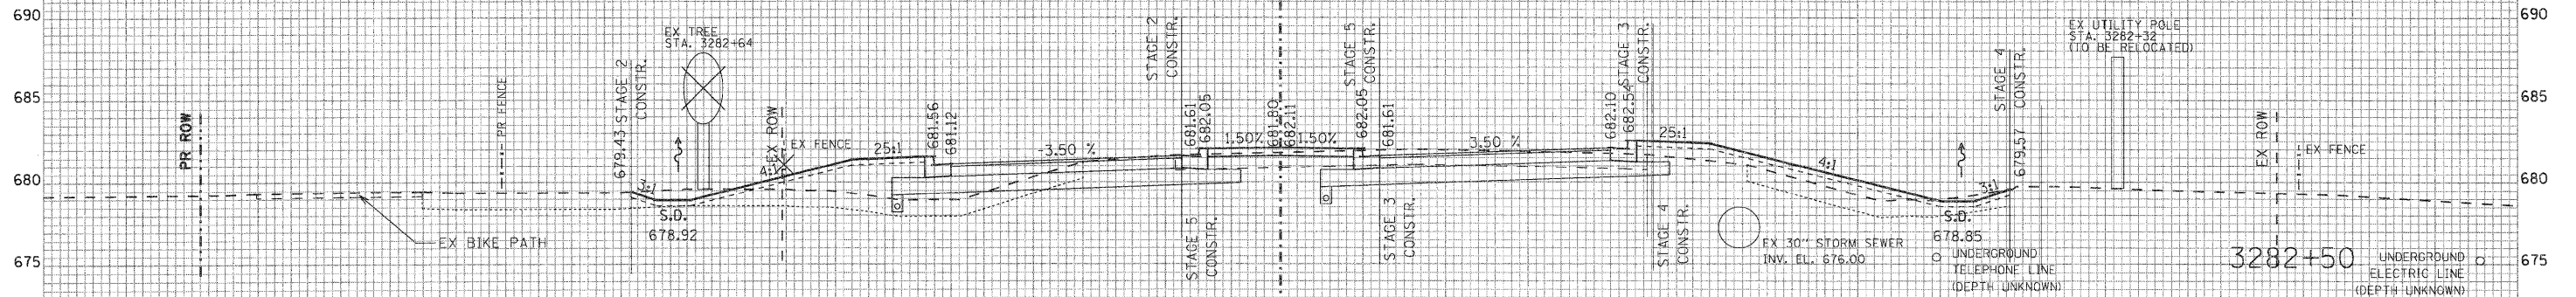 690
690
EX TREE
STA. 3282+64
STAGE 2
CONSTR.
STAGE 5
CONSTR.
STAGE 3
CONSTR.
STAGE 4
CONSTR.
EX UTILITY POLE
STA. 3282+32
(TO BE RELOCATED)
685
685
PR ROW
PR FENCE
679.43 STAGE 2
CONSTR.
EX ROW
EX FENCE
4:1
25:1
681.56
681.12
-3.50 %
681.61
682.05
1.50%
681.80
682.11
1.50%
682.05
681.61
3.50 %
682.10
682.54
25:1
4:1
679.57
3:1
EX ROW
EX FENCE
680
680
3:1
S.D.
678.92
EX BIKE PATH
STAGE 5
CONSTR.
STAGE 3
CONSTR.
STAGE 4
CONSTR.
EX 30" STORM SEWER
INV. EL. 676.00
S.D.
678.85
UNDERGROUND
TELEPHONE LINE
(DEPTH UNKNOWN)
3282+50
UNDERGROUND
ELECTRIC LINE
(DEPTH UNKNOWN)
675
675